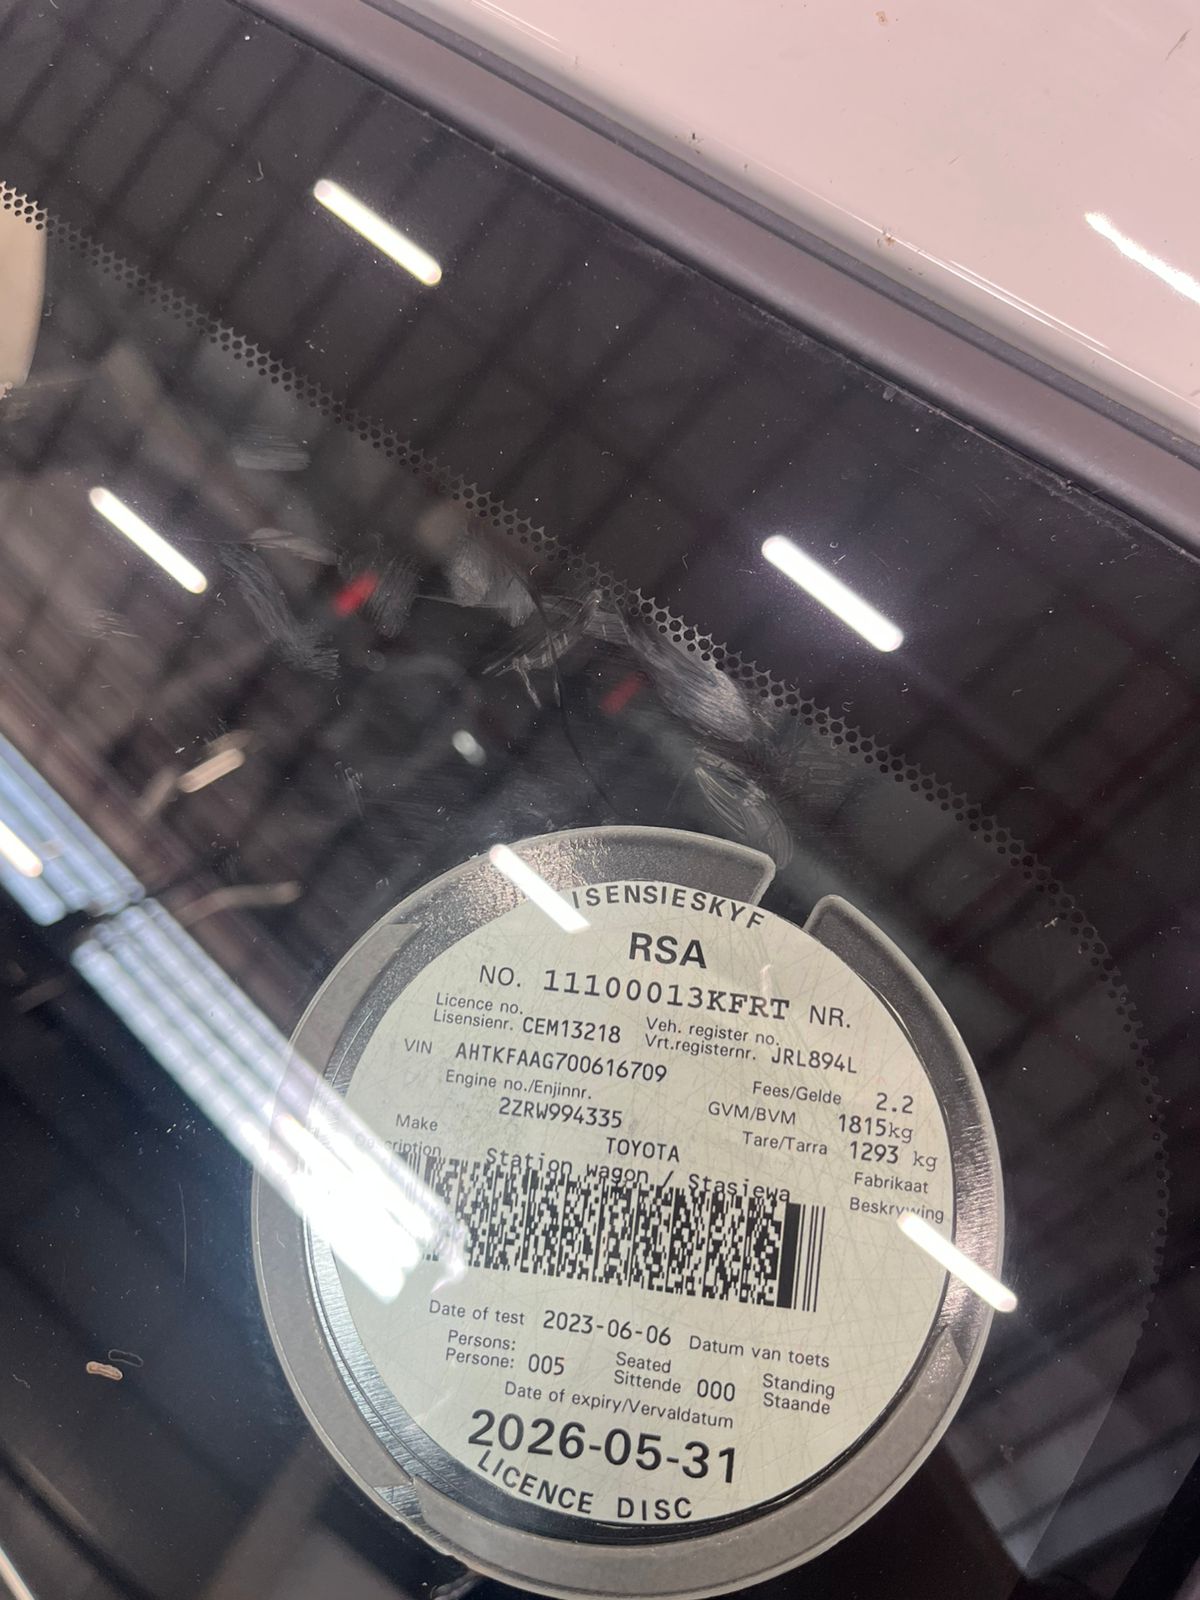 ISENSIESKYF
RSA
NO. 11100013KFRT NR.
Licence no.
Lisensienr. CEM13218
Veh. register no.
Vrt.registernr. JRL894L
VIN AHTKFAAG700616709
Engine no./Enjinnr.
2ZRW994335
Fees/Gelde 2.2
GVM/BVM 1815kg
Tare/Tarra 1293 kg
Make TOYOTA Fabrikaat
Station wagon / Stasiewa Beskrywing
Date of test 2023-06-06 Datum van toets
Persons:
Persone: 005
Seated
Sittende 000
Standing
Staande
Date of expiry/Vervaldatum
2026-05-31
LICENCE DISC